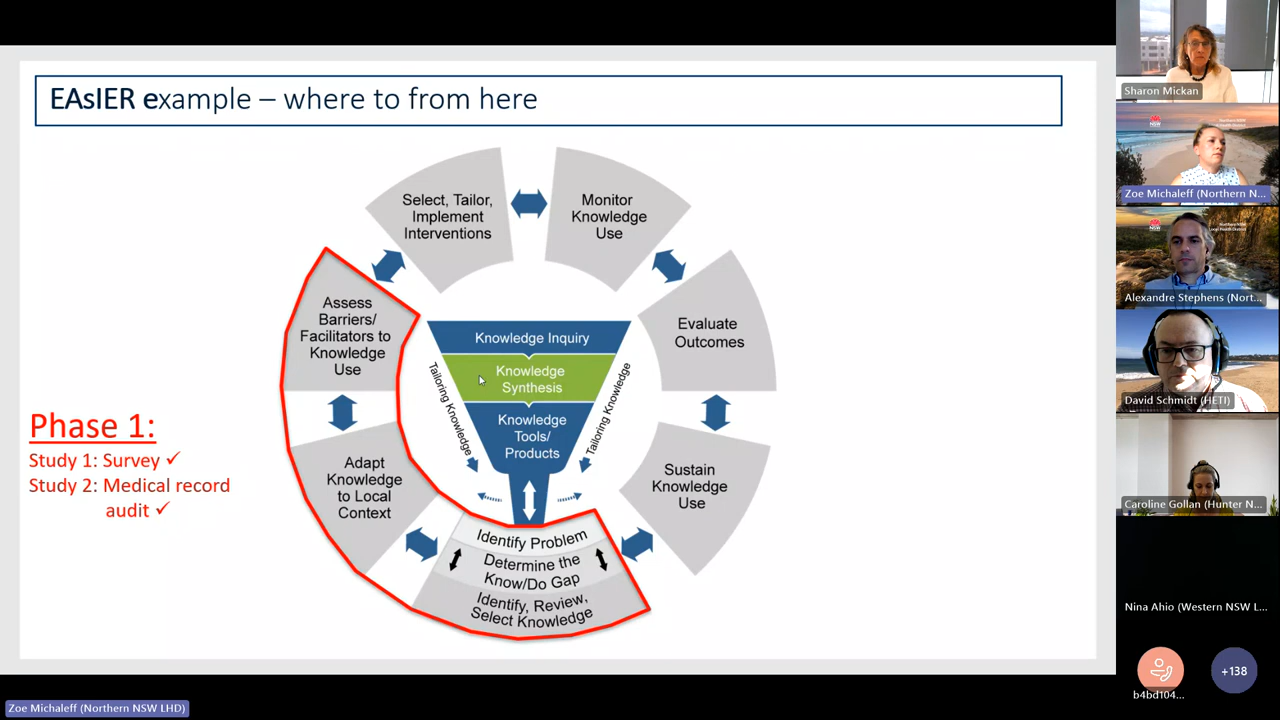 EAsIER example – where to from here
Select, Tailor,
Implement
Interventions
Monitor
Knowledge
Use
Assess
Barriers/
Facilitators to
Knowledge
Use
Evaluate
Outcomes
Knowledge Inquiry
Knowledge
Synthesis
Knowledge
Tools/
Products
Tailoring Knowledge
Tailoring Knowledge
Phase 1:
Study 1: Survey ✓
Study 2: Medical record
audit ✓
Adapt
Knowledge
to Local
Context
Sustain
Knowledge
Use
Identify Problem
Determine the
Know/Do Gap
Identify, Review,
Select Knowledge
Sharon Mickan
Zoe Michaleff (Northern N...
Alexandre Stephens (Nort...
David Schmidt (HETI)
Caroline Gollan (Hunter N...
Nina Ahio (Western NSW L...
b4bd104...
+138
Zoe Michaleff (Northern NSW LHD)